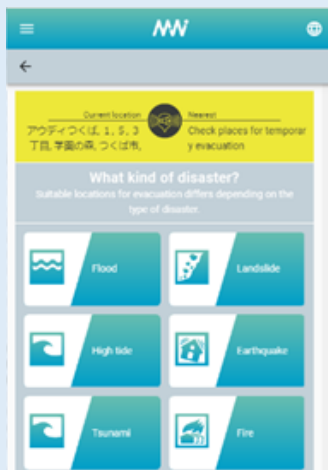 Current location
アウディつくば, 1, 5, 3
丁目, 学園の森, つくば市,
Nearest
Check places for temporar
y evacuation
What kind of disaster?
Suitable locations for evacuation differs depending on the
type of disaster.
Flood
Landslide
High tide
Earthquake
Tsunami
Fire